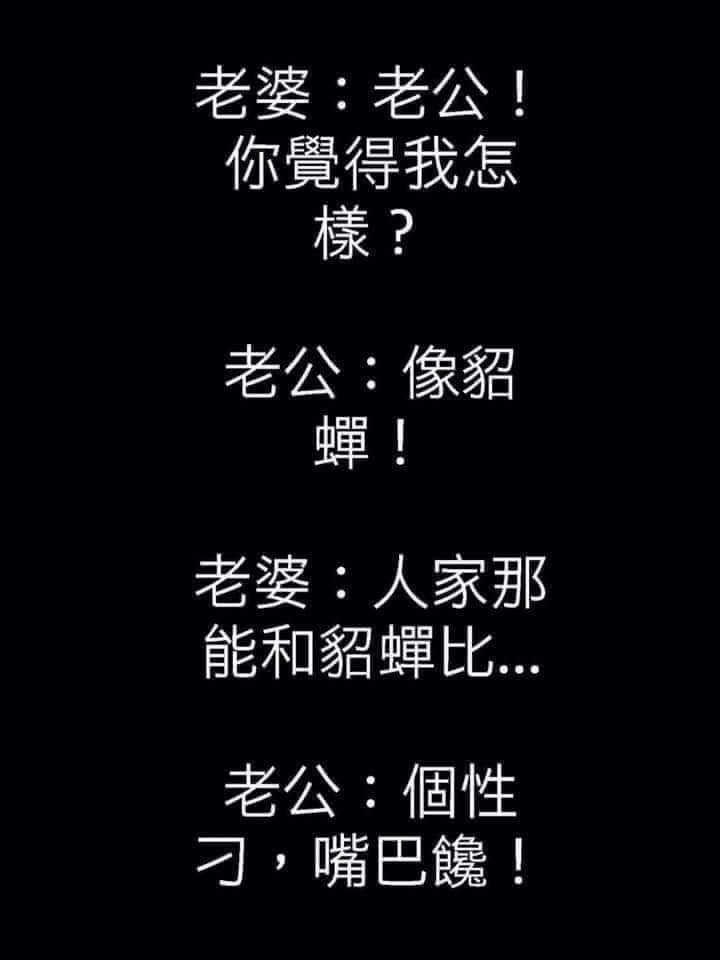 老婆：老公！
你覺得我怎
樣？
老公：像貂
蟬！
老婆：人家那
能和貂蟬比...
老公：個性
刁，嘴巴饞！